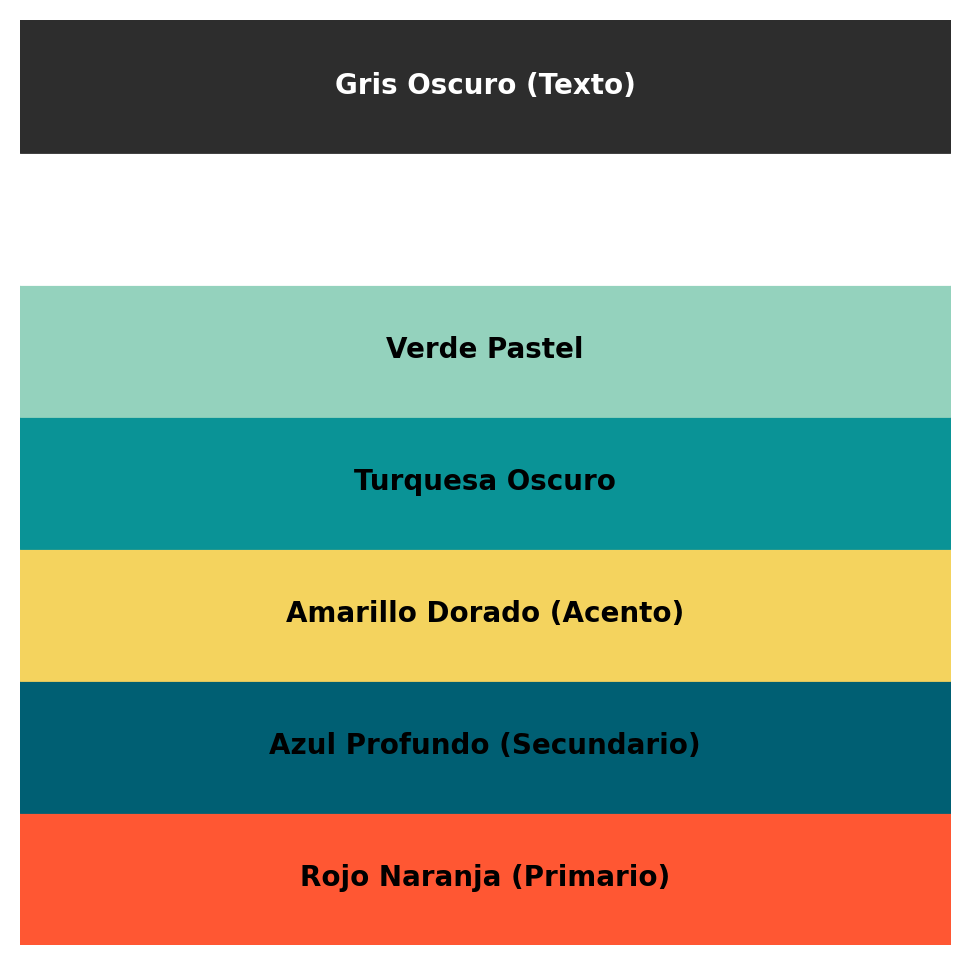 Gris Oscuro (Texto)
Verde Pastel
Turquesa Oscuro
Amarillo Dorado (Acento)
Azul Profundo (Secundario)
Rojo Naranja (Primario)